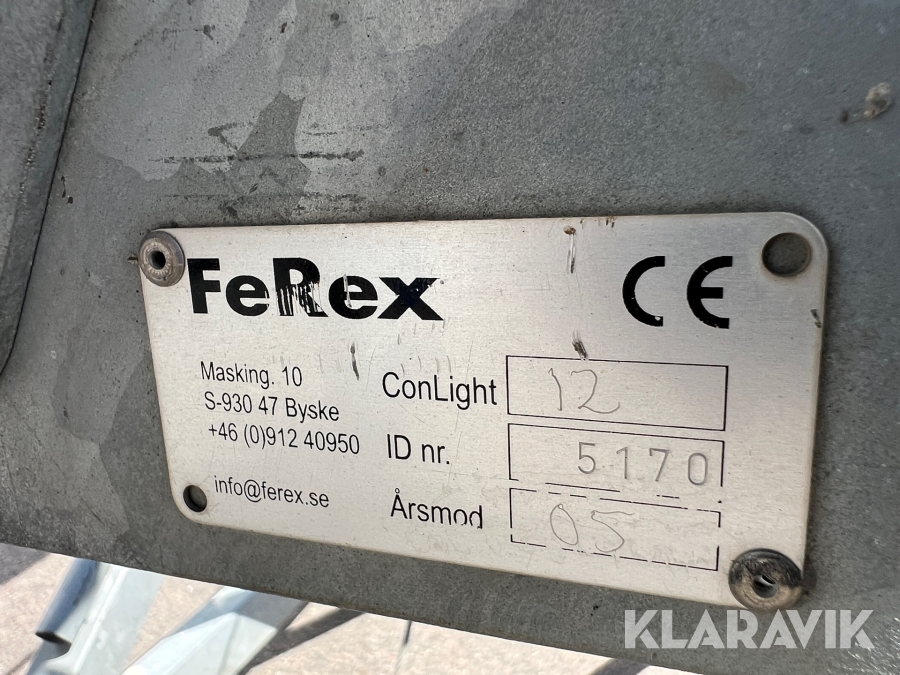 FeRex
CE
Masking. 10
S-930 47 Byske
+46 (0)912 40950
info@ferex.se
ConLight 12
ID nr. 5170
Årsmod 05
KLARAVIK